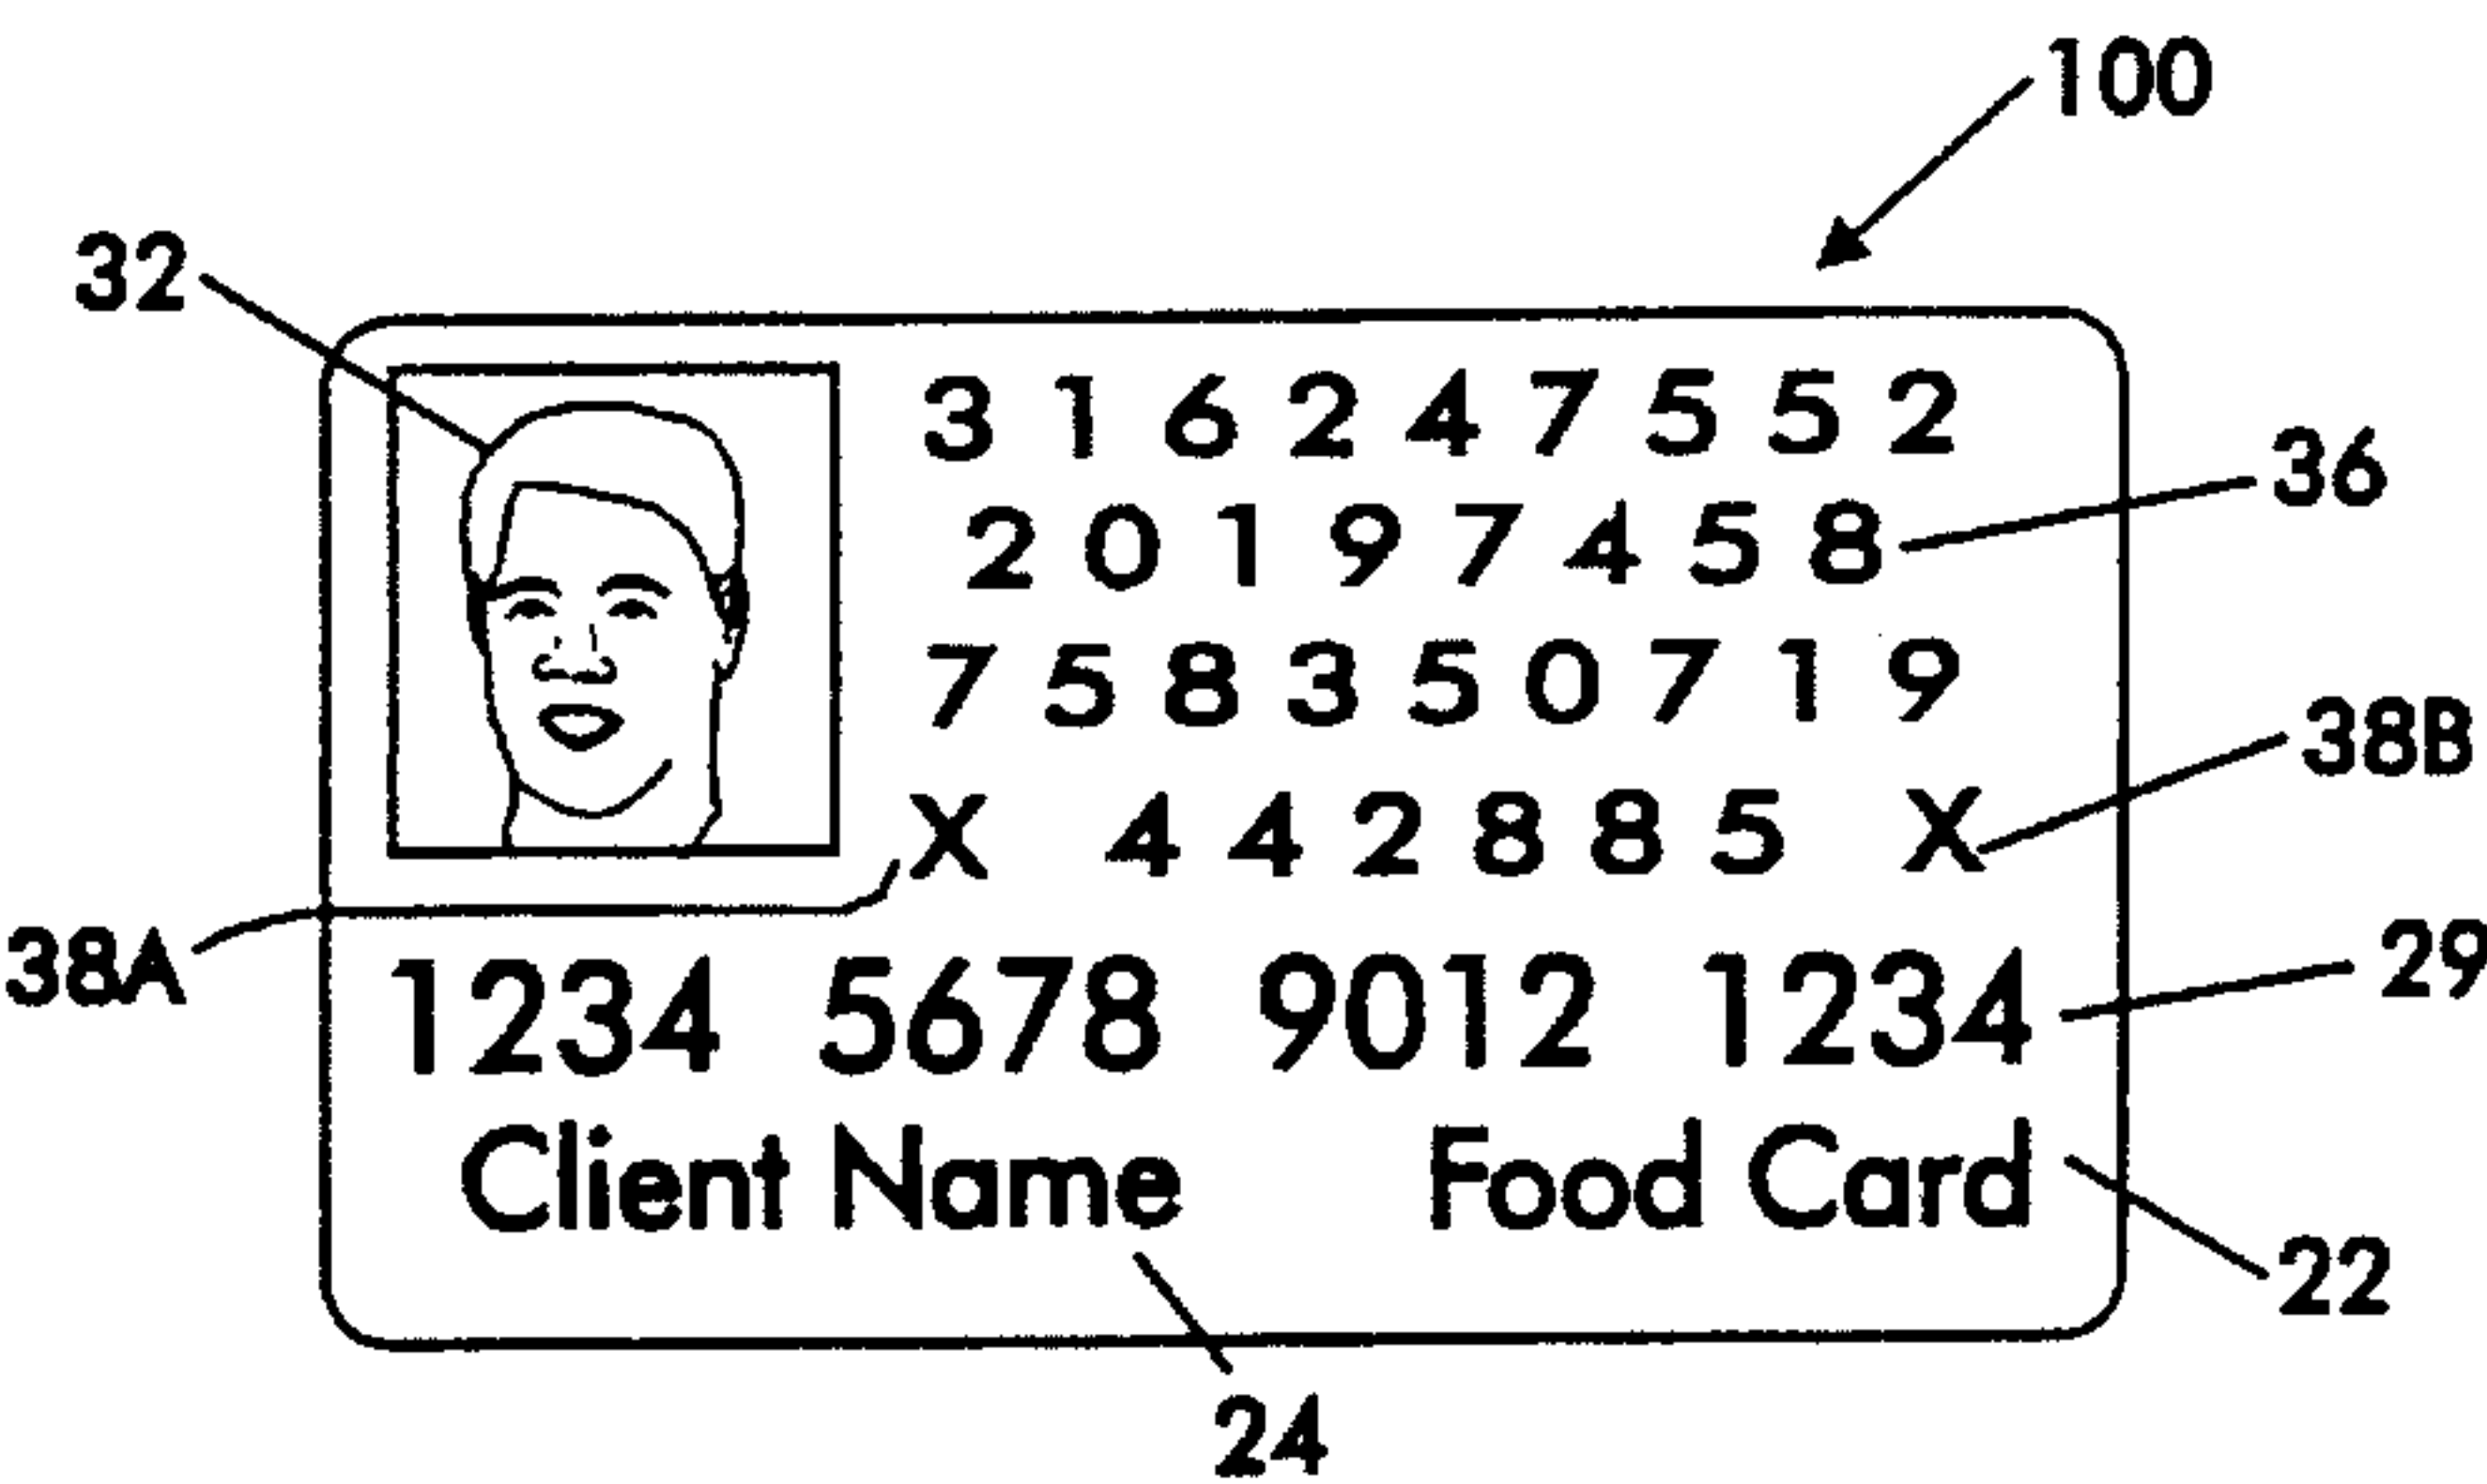 100
32
3 1 6 2 4 7 5 5 2
36
2 0 1 9 7 4 5 8
7 5 8 3 5 0 7 1 9
38B
X 4 4 2 8 8 5 X
38A
29
1234 5678 9012 1234
Client Name Food Card
22
24